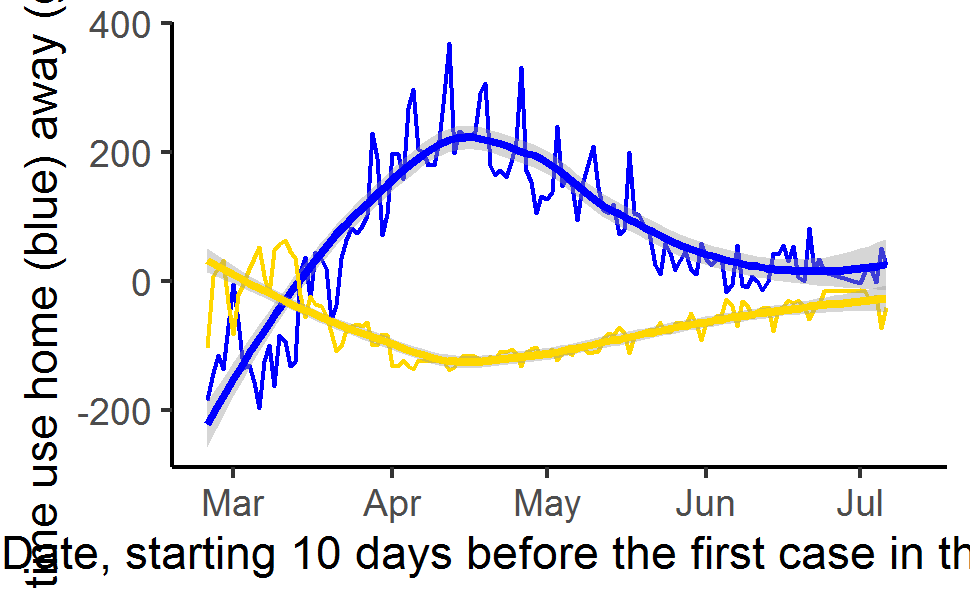 time use home (blue) away (
400
200
0
-200
Mar Apr May Jun Jul
Date, starting 10 days before the first case in th